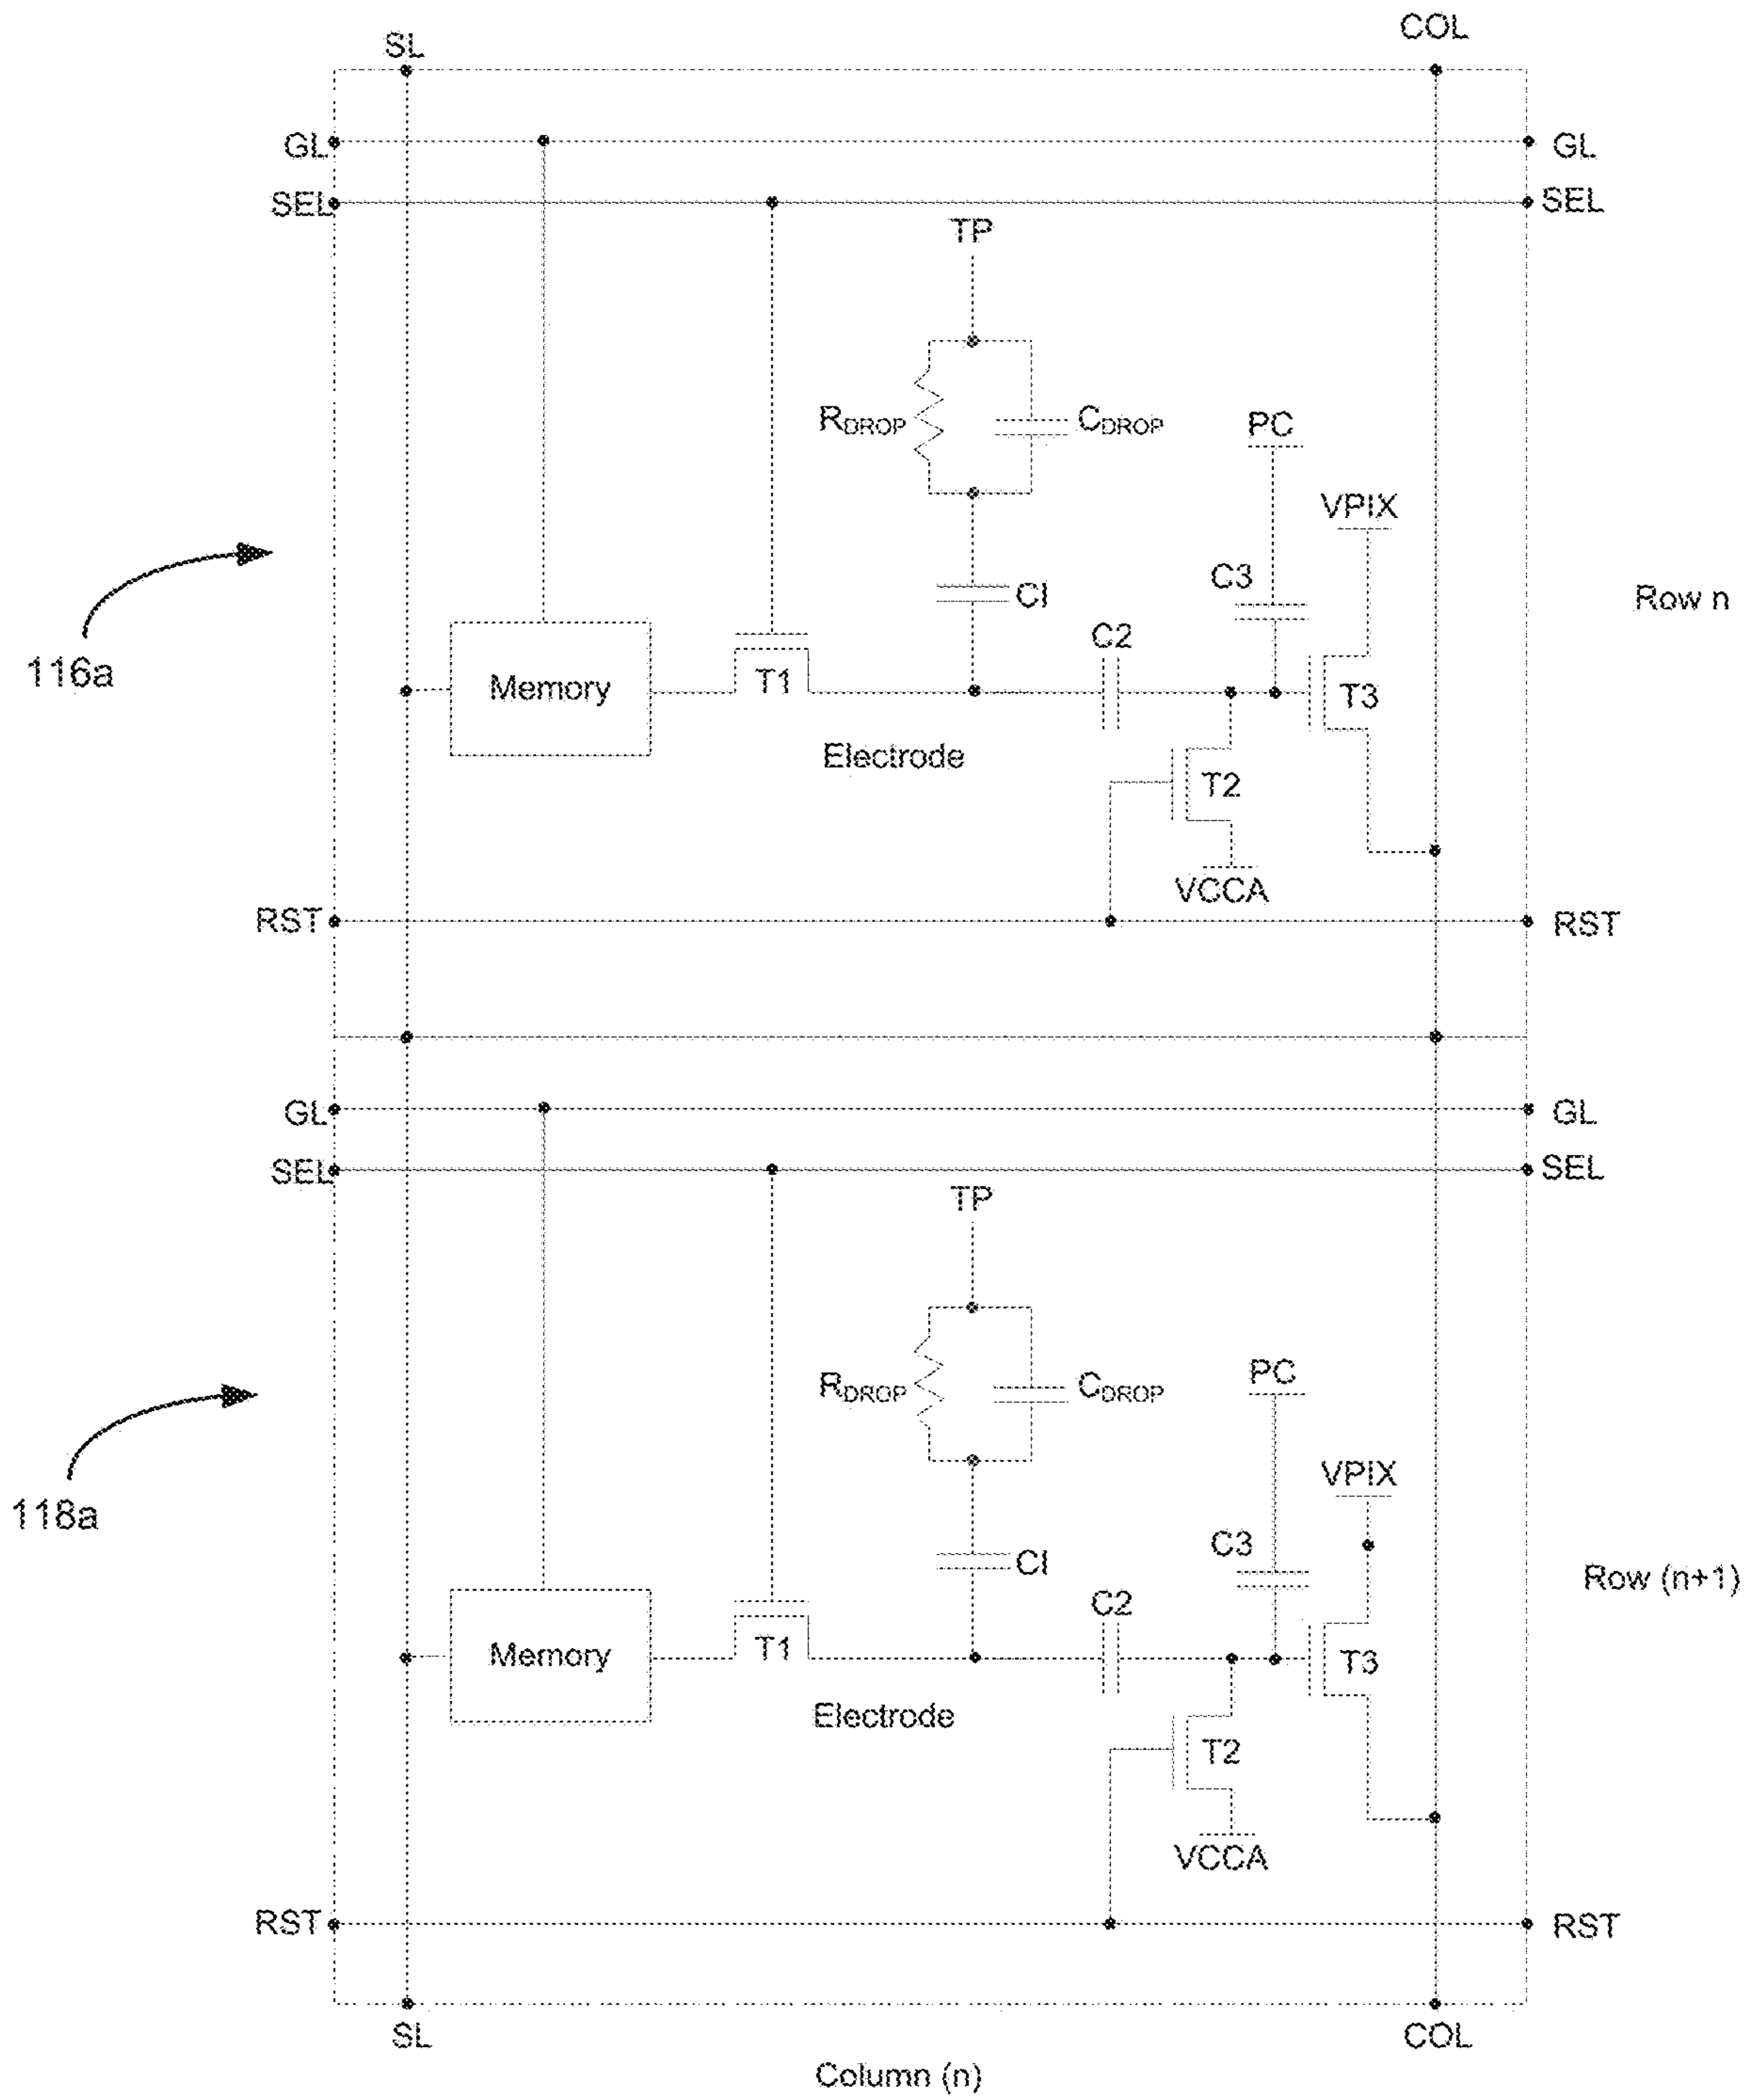 SL COL
GL GL
SEL SEL
TP
RDROP CDROP
PC
VPIX
C3
CI
Row n
C2
116a
Memory
T1
T3
Electrode
T2
VCCA
RST RST
GL GL
SEL SEL
TP
RDROP CDROP
PC
VPIX
118a
C3
CI
Row (n+1)
C2
Memory
T1
T3
Electrode
T2
VCCA
RST RST
SL COL
Column (n)